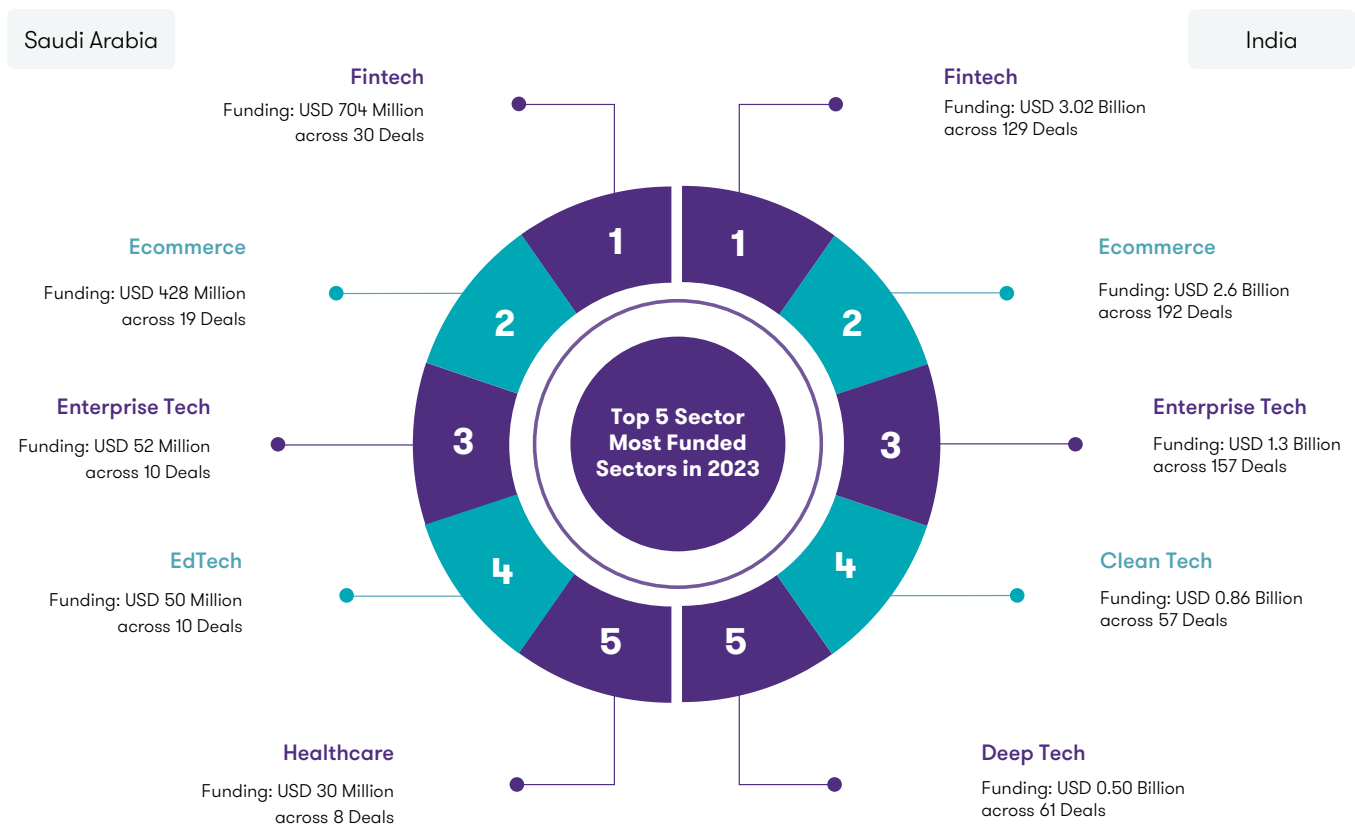 Saudi Arabia
India
Fintech
Funding: USD 704 Million
across 30 Deals
Fintech
Funding: USD 3.02 Billion
across 129 Deals
Ecommerce
Funding: USD 428 Million
across 19 Deals
Ecommerce
Funding: USD 2.6 Billion
across 192 Deals
Enterprise Tech
Funding: USD 52 Million
across 10 Deals
Enterprise Tech
Funding: USD 1.3 Billion
across 157 Deals
EdTech
Funding: USD 50 Million
across 10 Deals
Clean Tech
Funding: USD 0.86 Billion
across 57 Deals
Healthcare
Funding: USD 30 Million
across 8 Deals
Deep Tech
Funding: USD 0.50 Billion
across 61 Deals
1
2
3
4
5
1
2
3
4
5
Top 5 Sector
Most Funded
Sectors in 2023